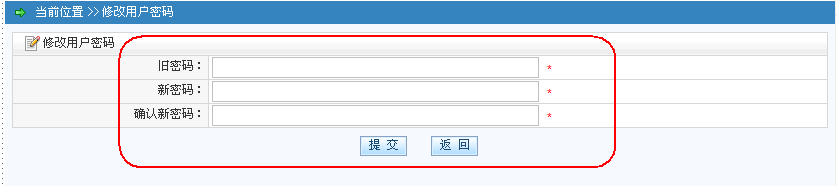 当前位置 >> 修改用户密码
修改用户密码
旧密码： *
新密码： *
确认新密码： *
提 交 返 回